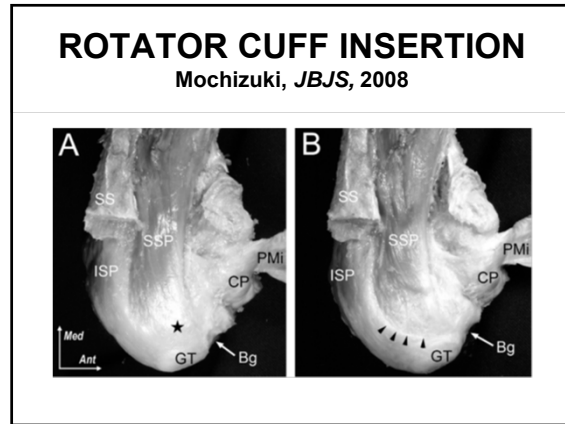 ROTATOR CUFF INSERTION
Mochizuki, JBJS, 2008
A
SS
SSP
ISP
PMi
CP
Med
Ant
GT
Bg
B
SS
SSP
ISP
PMi
CP
GT
Bg